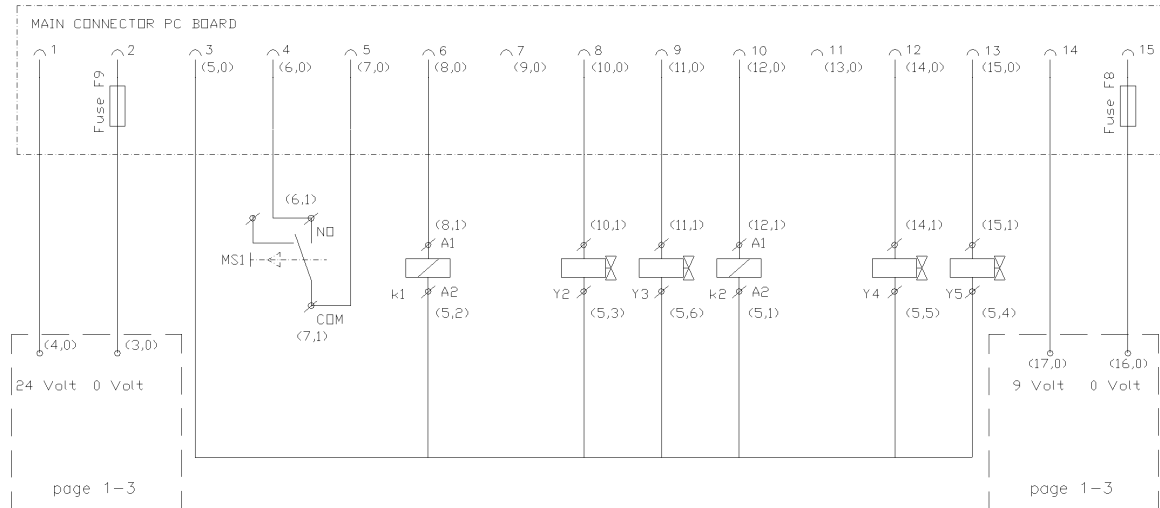 MAIN CONNECTOR PC BOARD
1 2 3 4 5 6 7 8 9 10 11 12 13 14 15
(5,0) (6,0) (7,0) (8,0) (9,0) (10,0) (11,0) (12,0) (13,0) (14,0) (15,0)
Fuse F9
Fuse F8
(6,1)
NO
MS1
COM
(7,1)
(8,1) (10,1) (11,1) (12,1) (14,1) (15,1)
A1 A1
k1 A2 Y2 Y3 k2 A2 Y4 Y5
(5,2) (5,3) (5,6) (5,1) (5,5) (5,4)
(4,0) (3,0)
24 Volt 0 Volt
page 1-3
(17,0) (16,0)
9 Volt 0 Volt
page 1-3